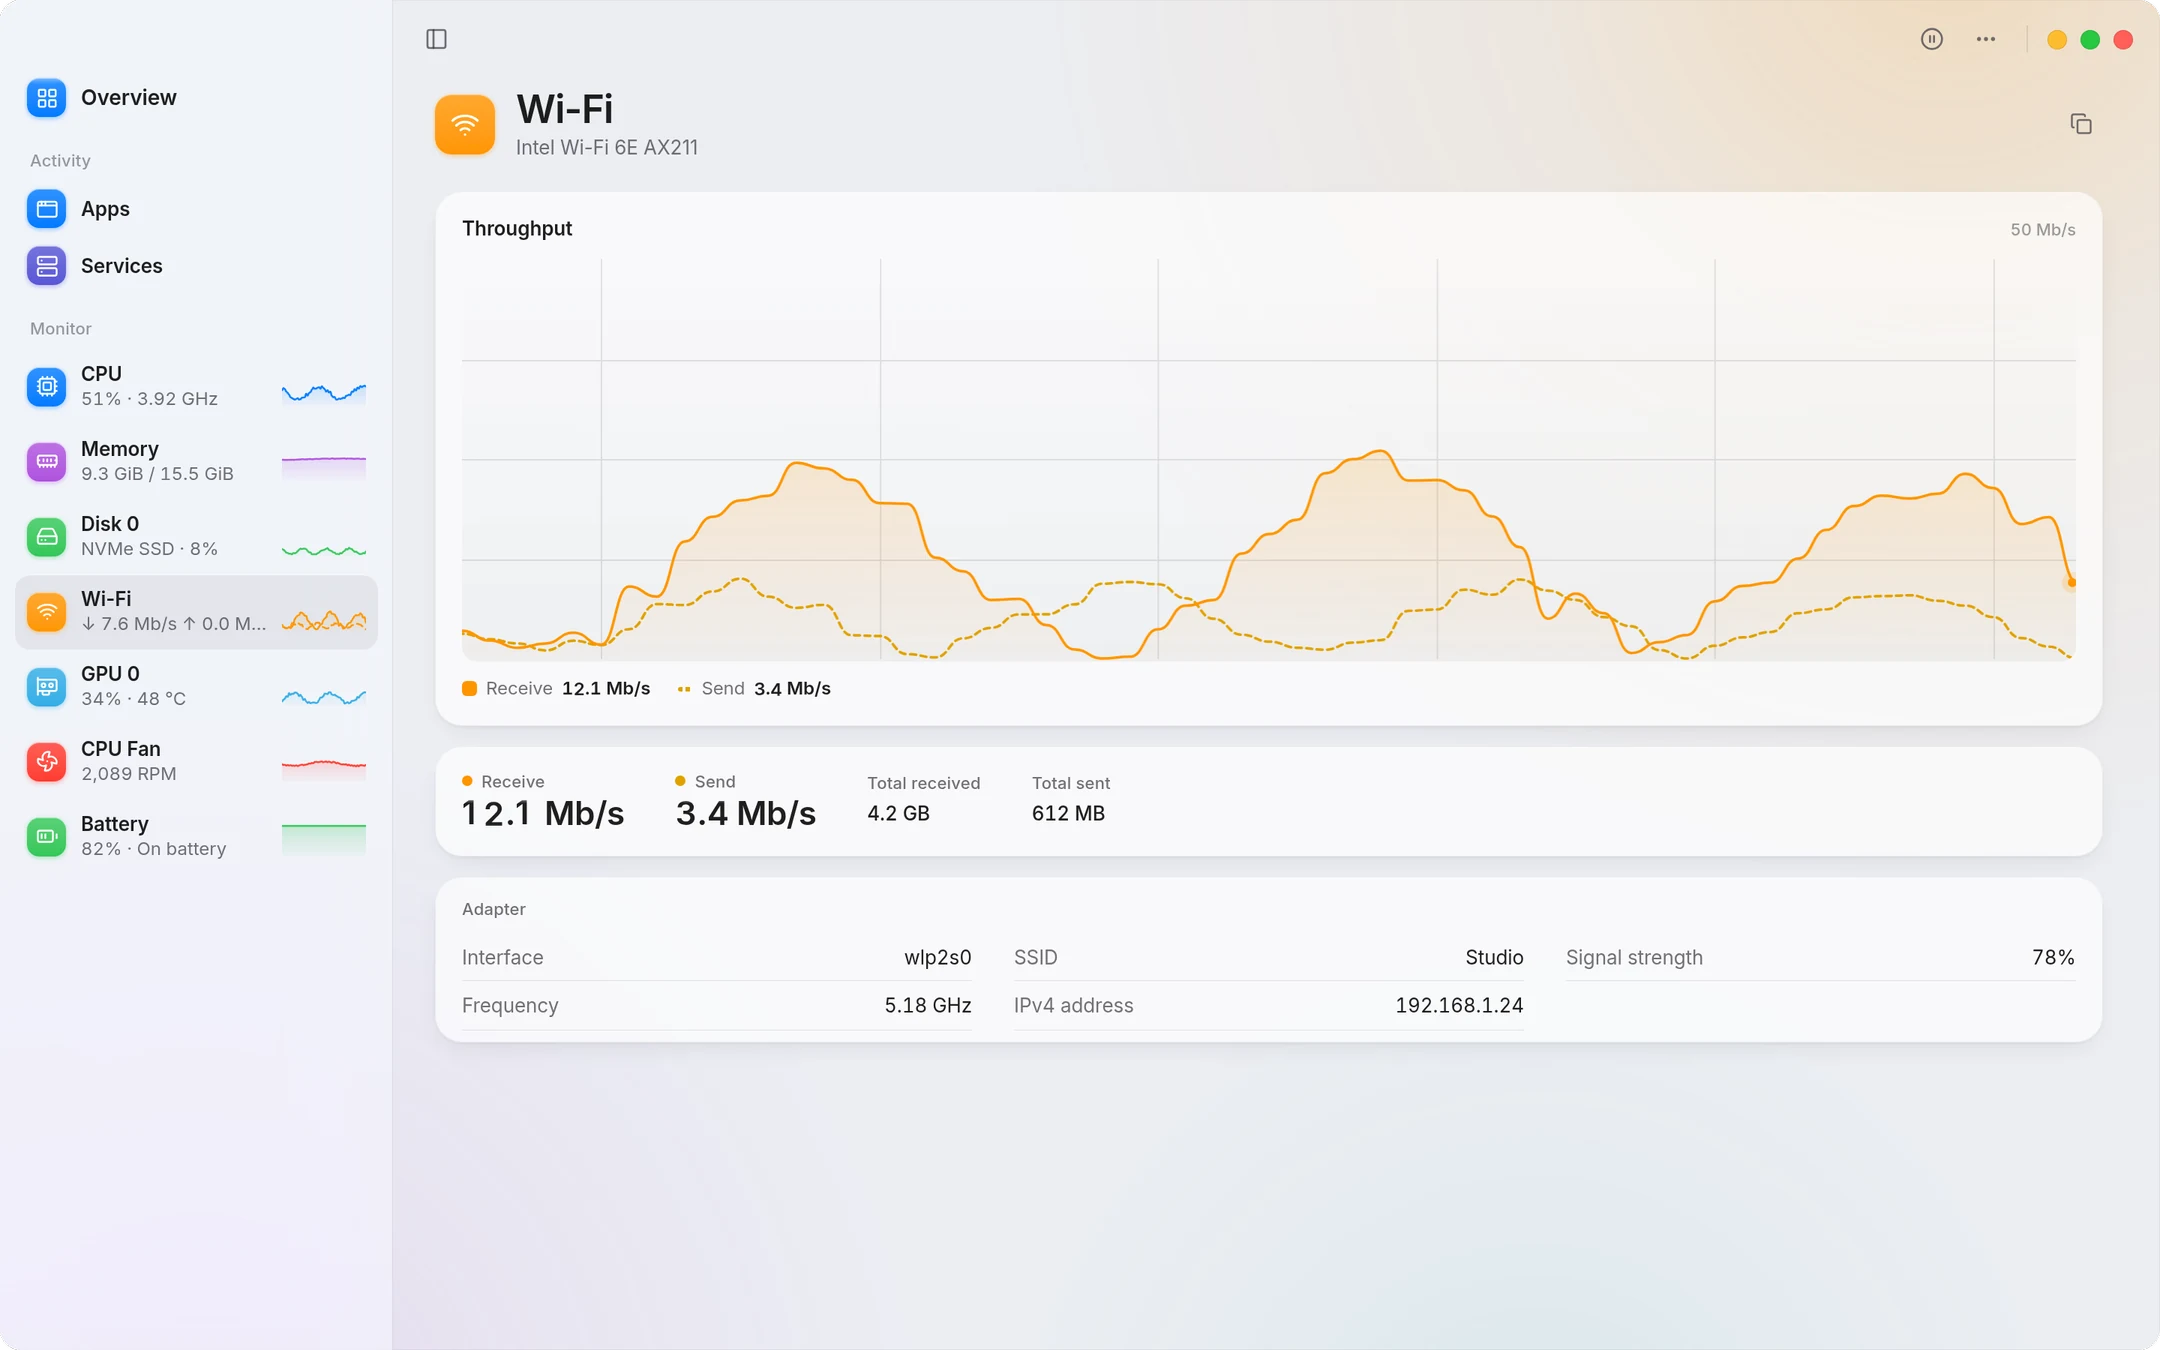 Overview
Activity
Apps
Services
Monitor
CPU
51% · 3.92 GHz
Memory
9.3 GiB / 15.5 GiB
Disk 0
NVMe SSD · 8%
Wi-Fi
↓ 7.6 Mb/s ↑ 0.0 M...
GPU 0
34% · 48 °C
CPU Fan
2,089 RPM
Battery
82% · On battery
Wi-Fi
Intel Wi-Fi 6E AX211
Throughput 50 Mb/s
Receive 12.1 Mb/s Send 3.4 Mb/s
Receive Send Total received Total sent
12.1 Mb/s 3.4 Mb/s 4.2 GB 612 MB
Adapter
Interface wlp2s0 SSID Studio Signal strength 78%
Frequency 5.18 GHz IPv4 address 192.168.1.24